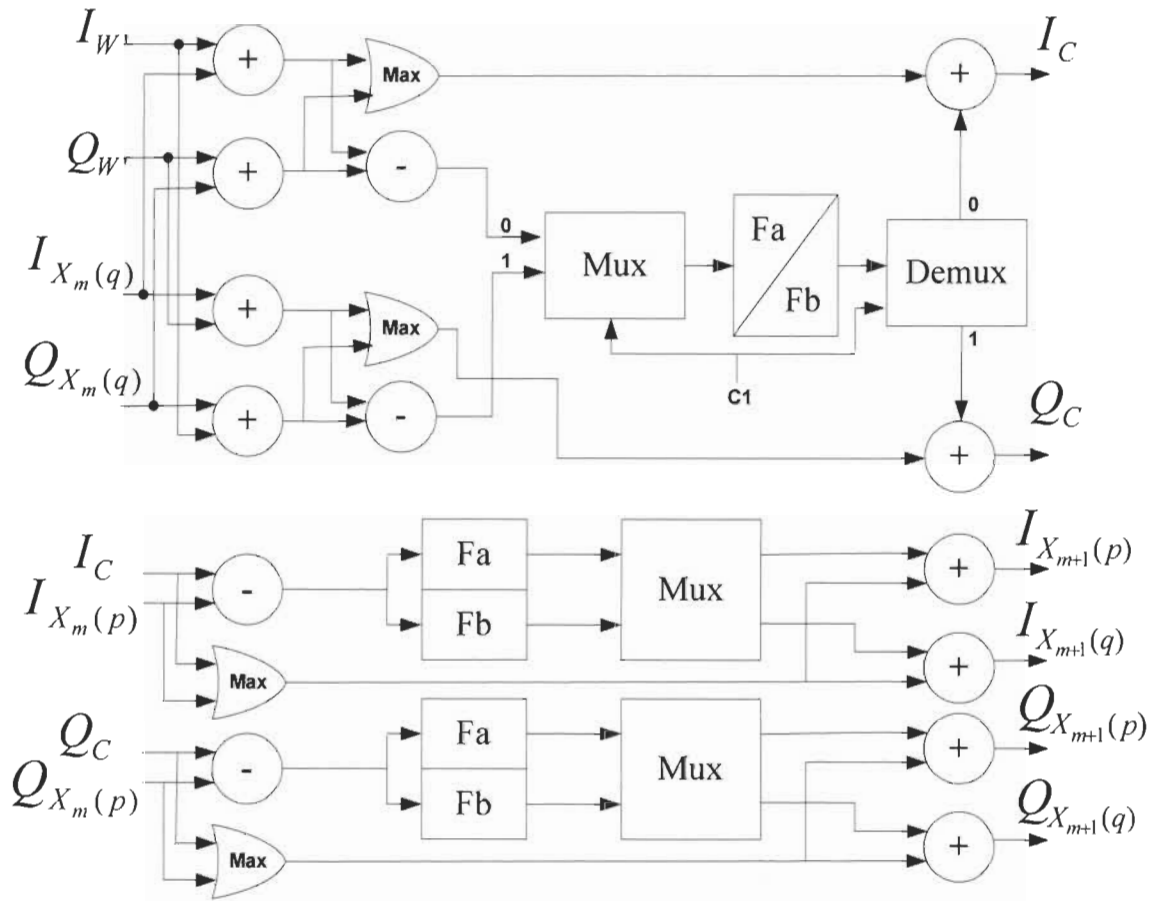 I_W'
+
Max
+
I_C
Q_W'
+
-
0
0
Fa
Fb
Mux
Demux
1
1
I_{X_m(q)}
+
Max
C1
Q_{X_m(q)}
+
-
+
Q_C
I_C
I_{X_m(p)}
-
Fa
Fb
Mux
+
I_{X_{m+1}(p)}
Max
+
I_{X_{m+1}(q)}
Q_C
Q_{X_m(p)}
-
Fa
Fb
Mux
+
Q_{X_{m+1}(p)}
Max
+
Q_{X_{m+1}(q)}